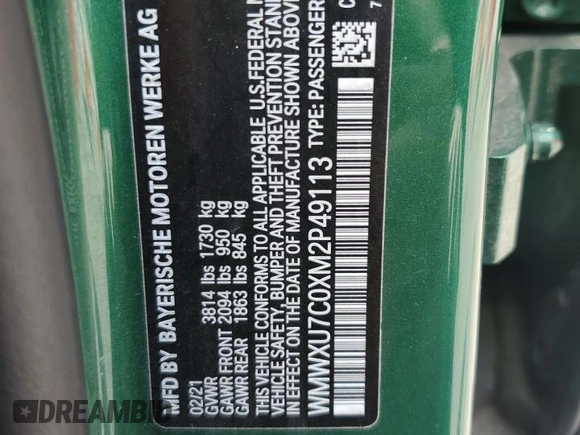 MFD BY BAYERISCHE MOTOREN WERKE AG
02/21
GVWR 3814 lbs 1730 kg
GAWR FRONT 2094 lbs 950 kg
GAWR REAR 1863 lbs 845 kg
THIS VEHICLE CONFORMS TO ALL APPLICABLE U.S.FEDERAL
VEHICLE SAFETY, BUMPER AND THEFT PREVENTION
IN EFFECT ON THE DATE OF MANUFACTURE SHOWN ABOVE
WMWXU7C0XM2P49113 TYPE: PASSENGER
DREAMBID